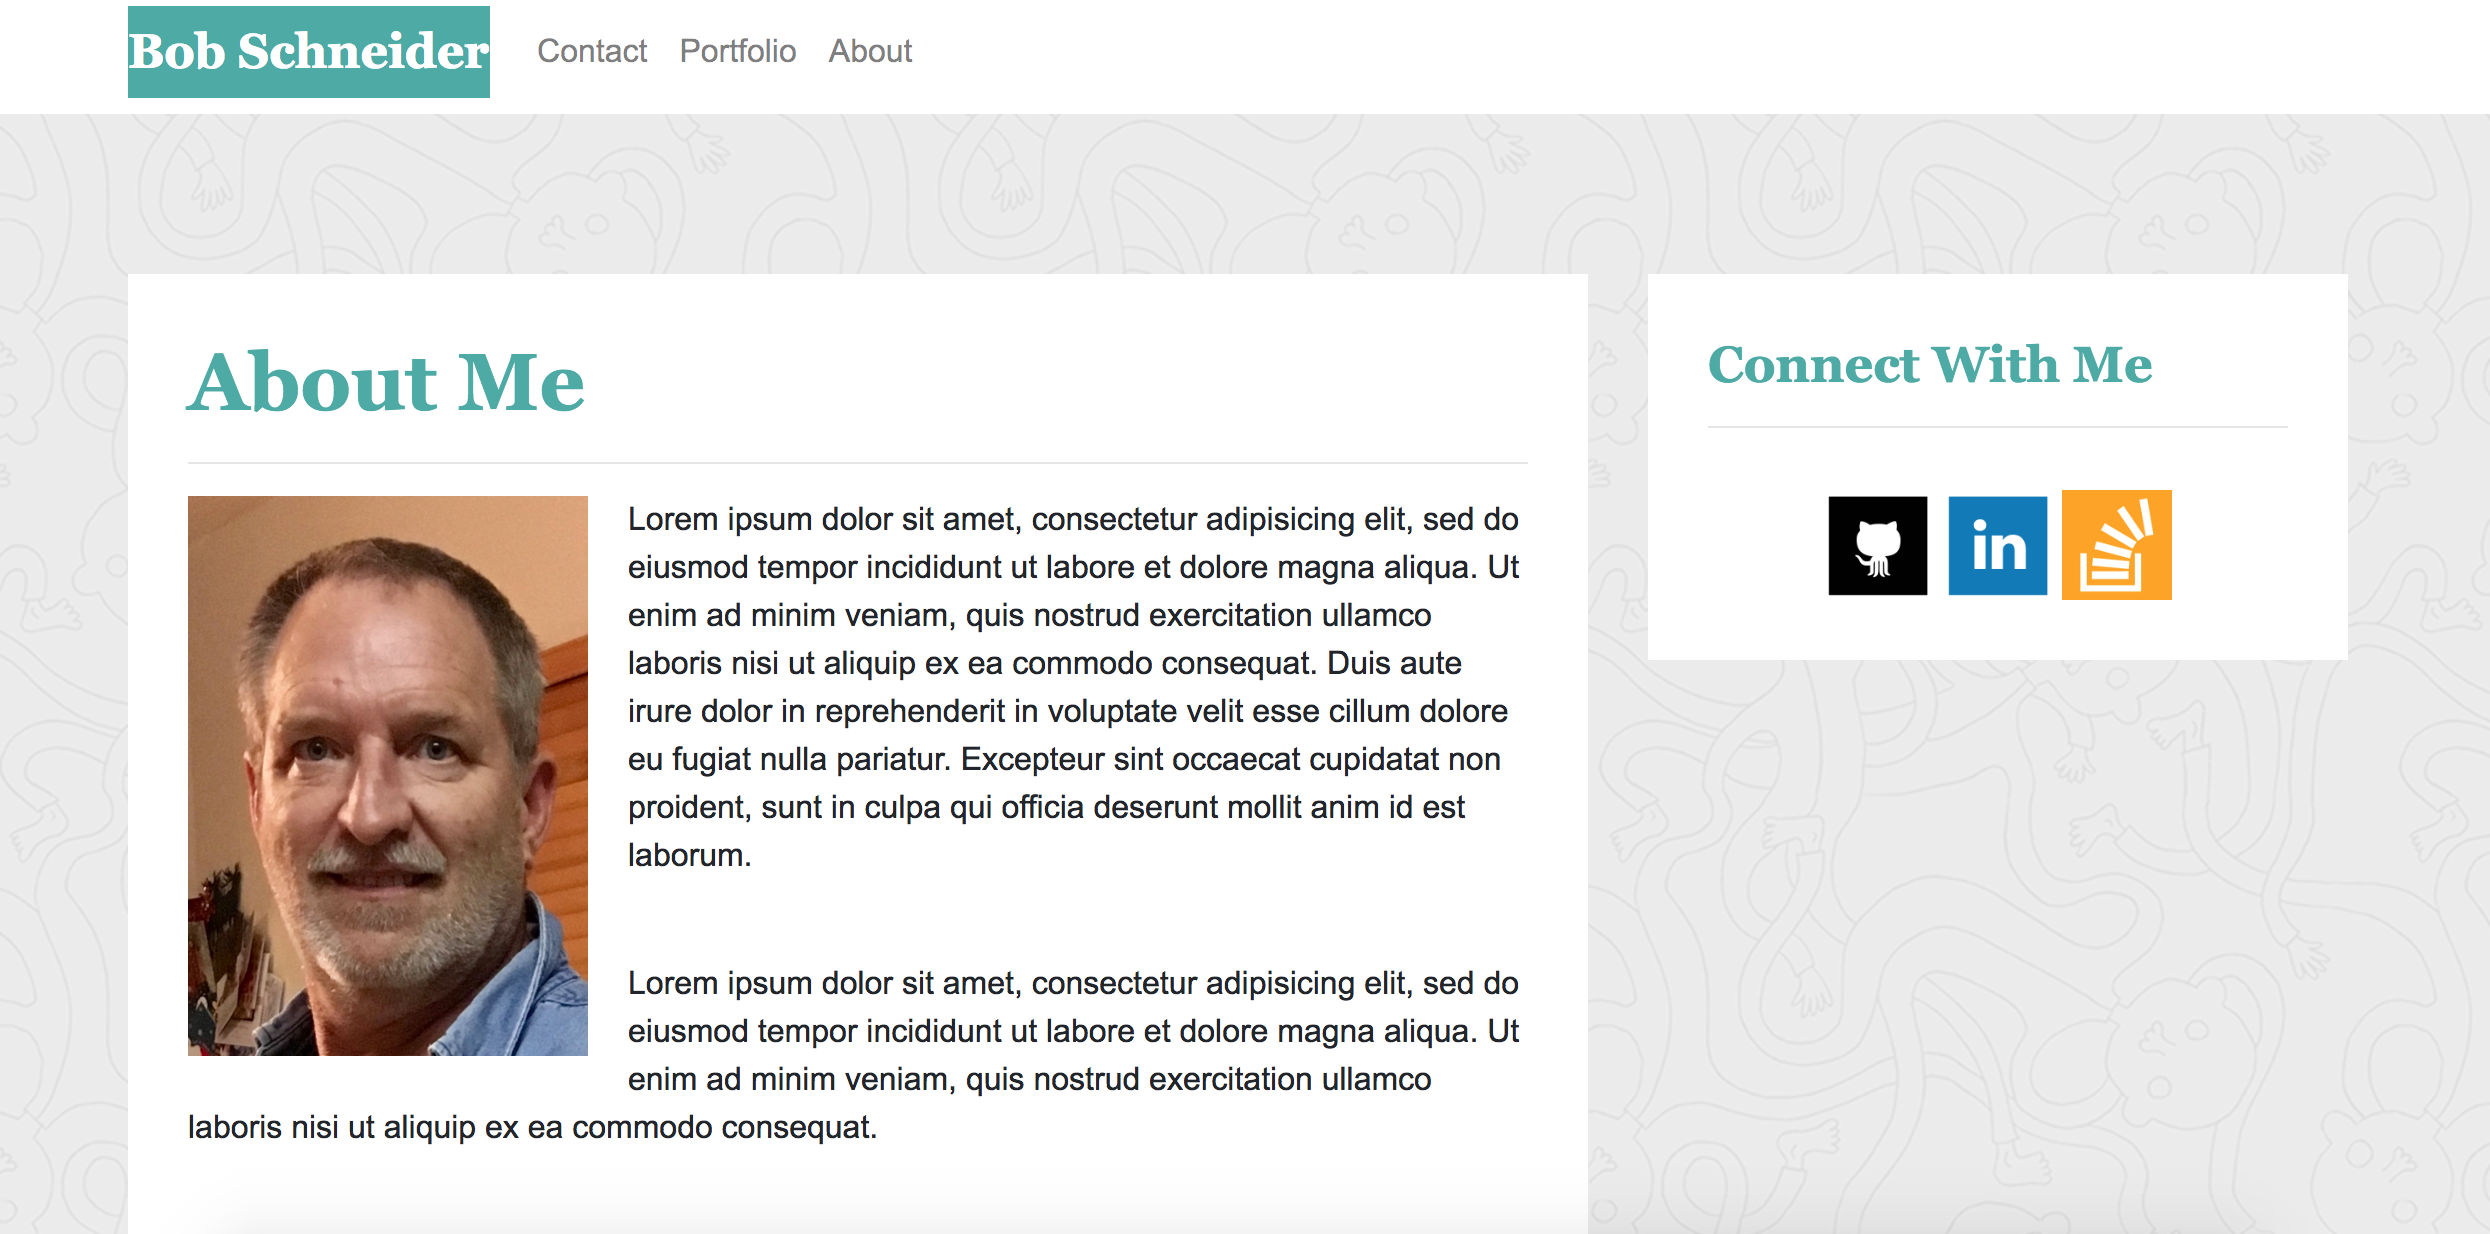 Bob Schneider
Contact
Portfolio
About
About Me
Lorem ipsum dolor sit amet, consectetur adipisicing elit, sed do
eiusmod tempor incididunt ut labore et dolore magna aliqua. Ut
enim ad minim veniam, quis nostrud exercitation ullamco
laboris nisi ut aliquip ex ea commodo consequat. Duis aute
irure dolor in reprehenderit in voluptate velit esse cillum dolore
eu fugiat nulla pariatur. Excepteur sint occaecat cupidatat non
proident, sunt in culpa qui officia deserunt mollit anim id est
laborum.
Lorem ipsum dolor sit amet, consectetur adipisicing elit, sed do
eiusmod tempor incididunt ut labore et dolore magna aliqua. Ut
enim ad minim veniam, quis nostrud exercitation ullamco
laboris nisi ut aliquip ex ea commodo consequat.
Connect With Me
in